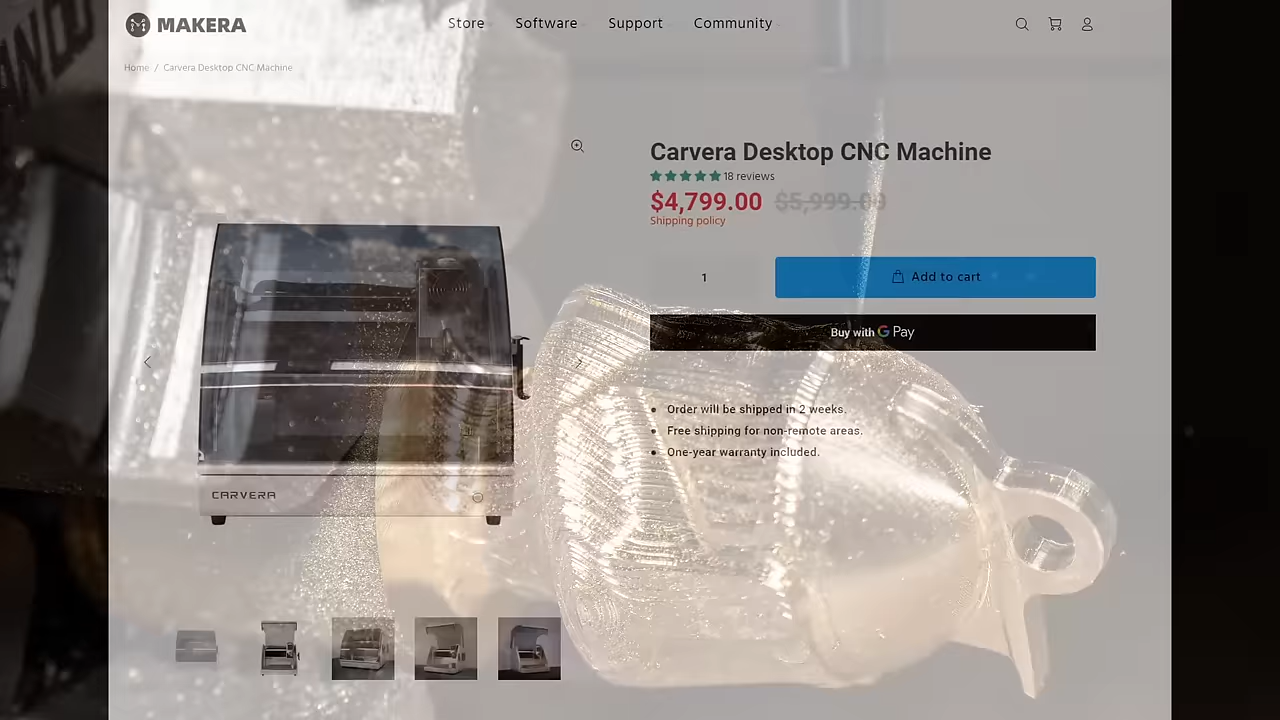 MAKERA
Store
Software
Support
Community
Home / Carvera Desktop CNC Machine
Carvera Desktop CNC Machine
18 reviews
$4,799.00 $5,999.00
Shipping policy
1
Add to cart
Buy with G Pay
Order will be shipped in 2 weeks.
Free shipping for non-remote areas.
One-year warranty included.
CARVERA